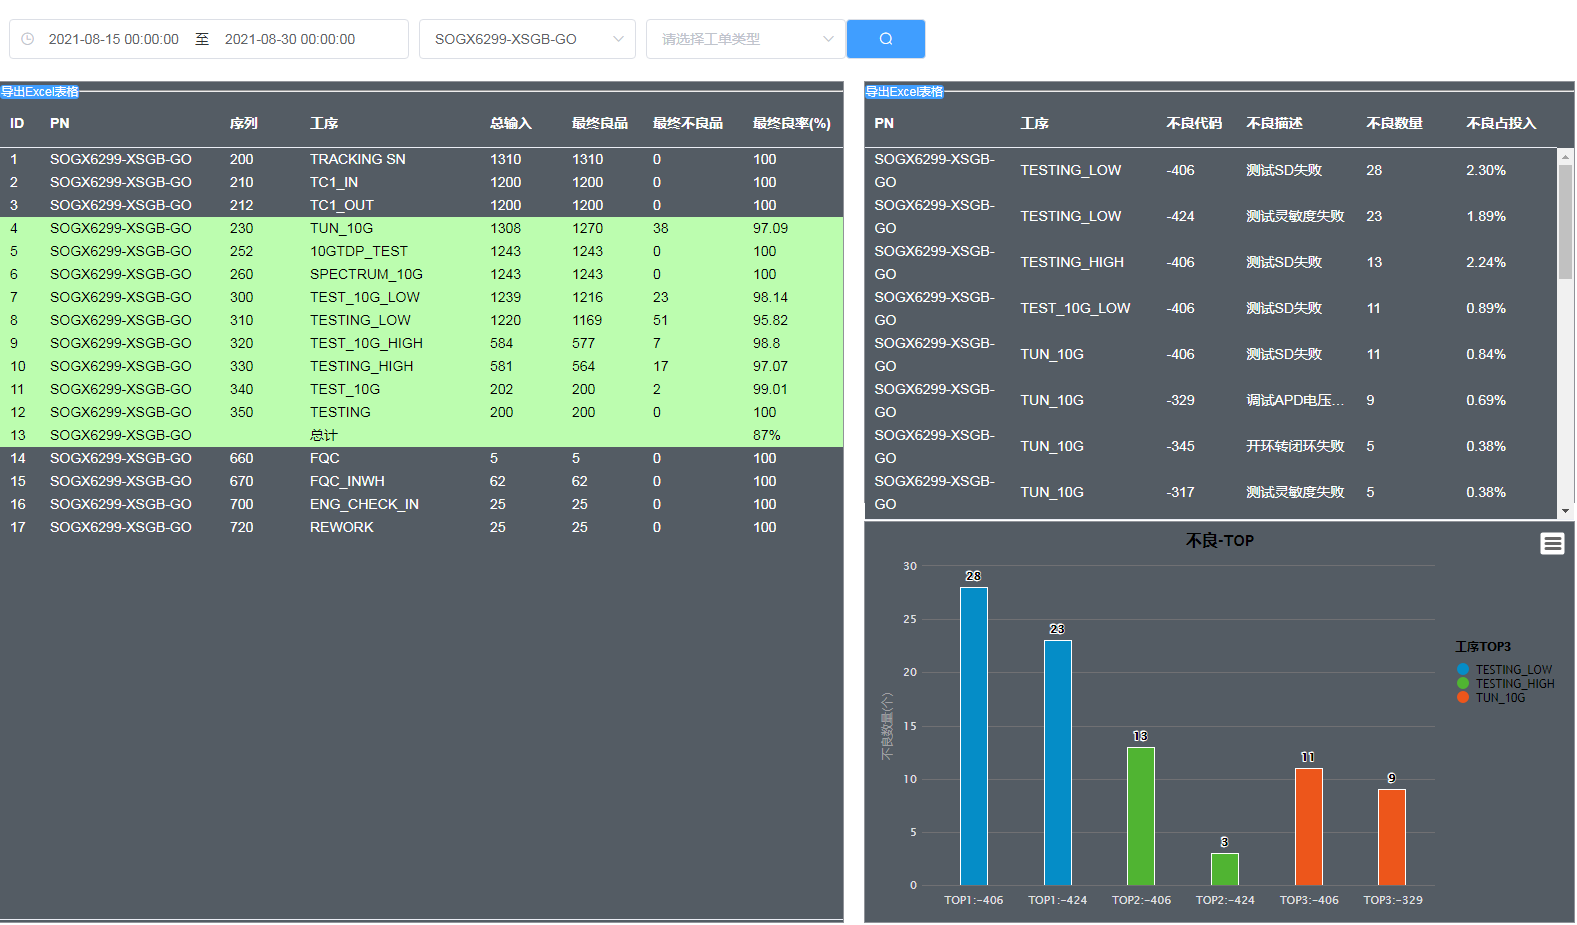 2021-08-15 00:00:00 至 2021-08-30 00:00:00 SOGX6299-XSGB-GO 请选择工单类型
导出Excel表格
ID PN 序列 工序 总输入 最终良品 最终不良品 最终良率(%)
1 SOGX6299-XSGB-GO 200 TRACKING SN 1310 1310 0 100
2 SOGX6299-XSGB-GO 210 TC1_IN 1200 1200 0 100
3 SOGX6299-XSGB-GO 212 TC1_OUT 1200 1200 0 100
4 SOGX6299-XSGB-GO 230 TUN_10G 1308 1270 38 97.09
5 SOGX6299-XSGB-GO 252 10GTDP_TEST 1243 1243 0 100
6 SOGX6299-XSGB-GO 260 SPECTRUM_10G 1243 1243 0 100
7 SOGX6299-XSGB-GO 300 TEST_10G_LOW 1239 1216 23 98.14
8 SOGX6299-XSGB-GO 310 TESTING_LOW 1220 1169 51 95.82
9 SOGX6299-XSGB-GO 320 TEST_10G_HIGH 584 577 7 98.8
10 SOGX6299-XSGB-GO 330 TESTING_HIGH 581 564 17 97.07
11 SOGX6299-XSGB-GO 340 TEST_10G 202 200 2 99.01
12 SOGX6299-XSGB-GO 350 TESTING 200 200 0 100
13 SOGX6299-XSGB-GO 总计 87%
14 SOGX6299-XSGB-GO 660 FQC 5 5 0 100
15 SOGX6299-XSGB-GO 670 FQC_INWH 62 62 0 100
16 SOGX6299-XSGB-GO 700 ENG_CHECK_IN 25 25 0 100
17 SOGX6299-XSGB-GO 720 REWORK 25 25 0 100
导出Excel表格
PN 工序 不良代码 不良描述 不良数量 不良占投入
SOGX6299-XSGB-
GO TESTING_LOW -406 测试SD失败 28 2.30%
SOGX6299-XSGB-
GO TESTING_LOW -424 测试灵敏度失败 23 1.89%
SOGX6299-XSGB-
GO TESTING_HIGH -406 测试SD失败 13 2.24%
SOGX6299-XSGB-
GO TEST_10G_LOW -406 测试SD失败 11 0.89%
SOGX6299-XSGB-
GO TUN_10G -406 测试SD失败 11 0.84%
SOGX6299-XSGB-
GO TUN_10G -329 调试APD电压... 9 0.69%
SOGX6299-XSGB-
GO TUN_10G -345 开环转闭环失败 5 0.38%
SOGX6299-XSGB-
GO TUN_10G -317 测试灵敏度失败 5 0.38%
不良-TOP
不良数量(个)
30
25
20
15
10
5
0
28
23
13
3
11
9
TOP1:-406 TOP1:-424 TOP2:-406 TOP2:-424 TOP3:-406 TOP3:-329
工序TOP3
TESTING_LOW
TESTING_HIGH
TUN_10G